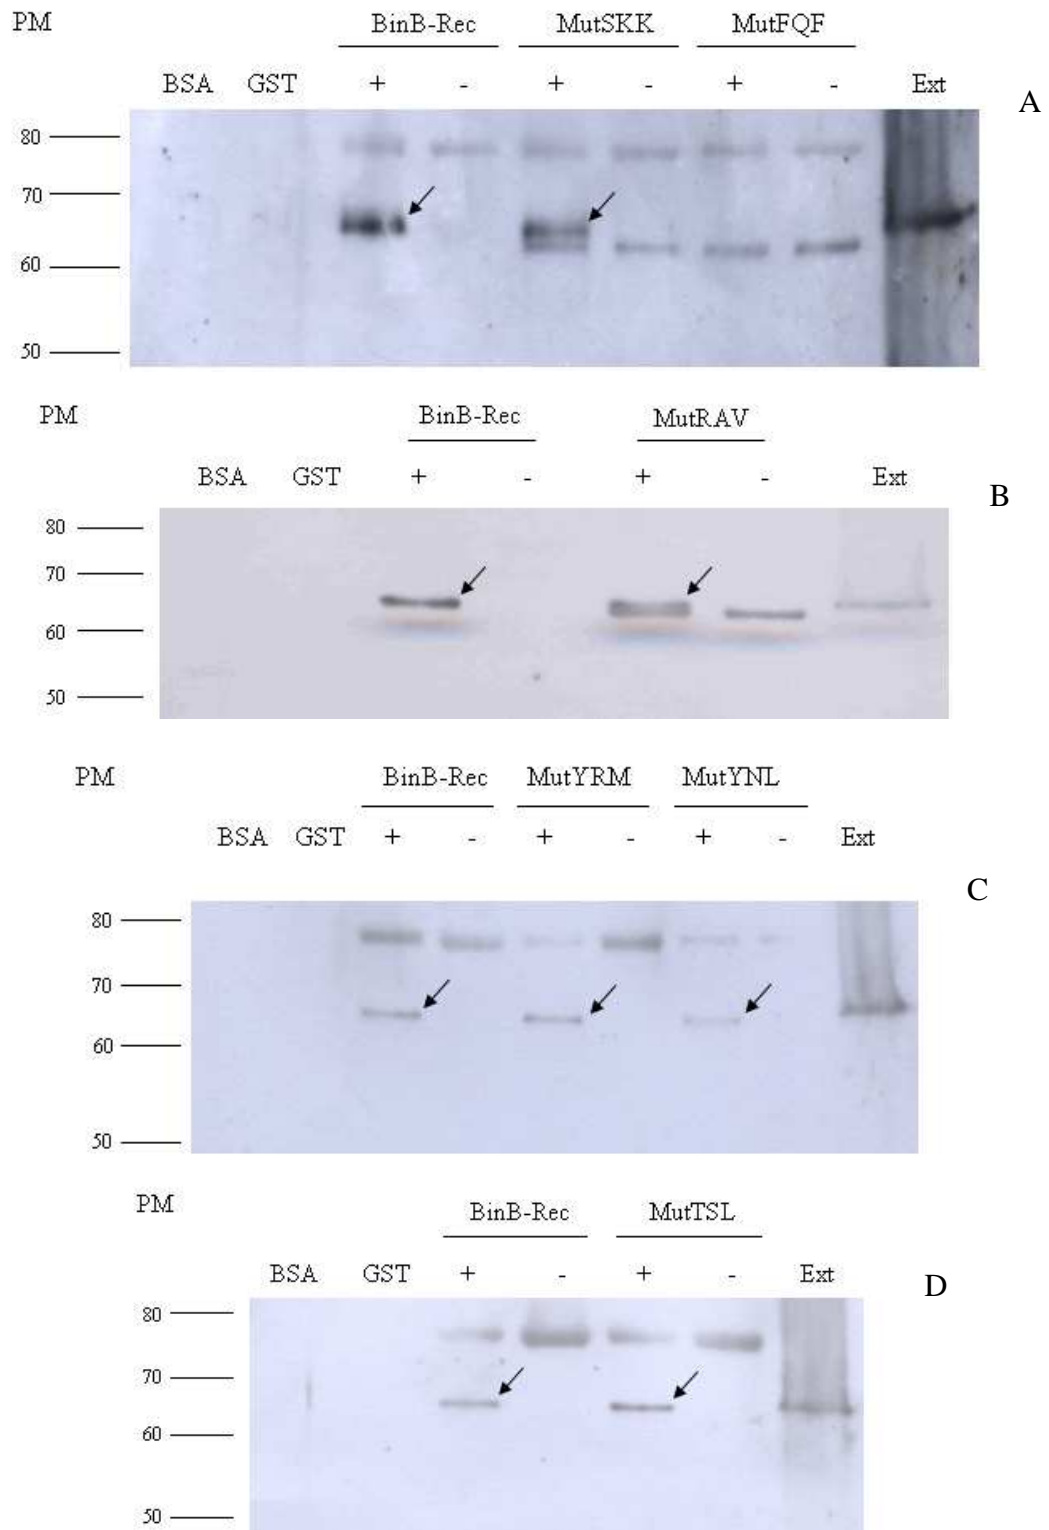 PM BinB-Rec MutSKK MutFQF
BSA GST + - + - + - Ext
A
80
70
60
50
PM BinB-Rec MutRAV
BSA GST + - + - Ext
B
80
70
60
50
PM BinB-Rec MutYRM MutYNL
BSA GST + - + - + - Ext
C
80
70
60
50
PM BinB-Rec MutTSL
BSA GST + - + - Ext
D
80
70
60
50